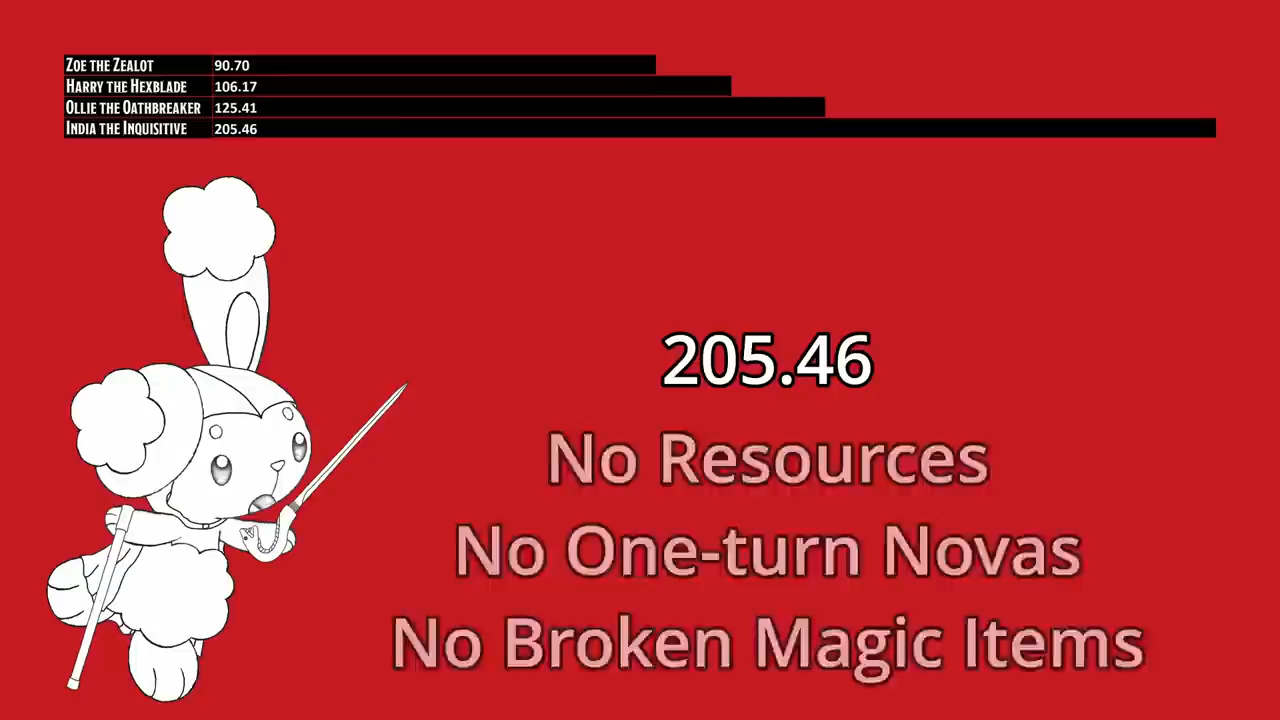 Zoe the Zealot 90.70
Harry the Hexblade 106.17
Ollie the Oathbreaker 125.41
India the Inquisitive 205.46
205.46
No Resources
No One-turn Novas
No Broken Magic Items